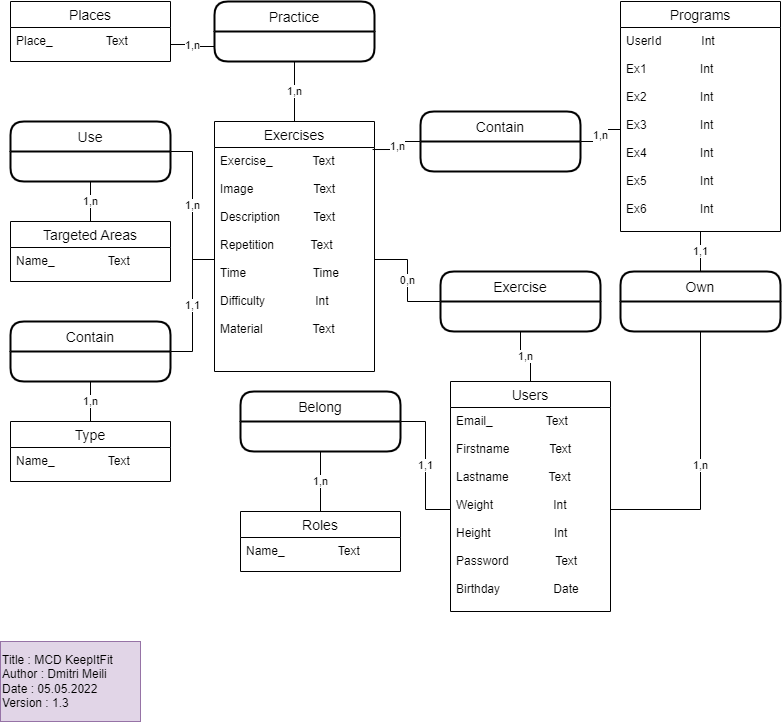 Places
Place_ Text
1,n
Practice
1,n
Programs
UserId Int
Ex1 Int
Ex2 Int
Ex3 Int
Ex4 Int
Ex5 Int
Ex6 Int
Use
1,n
1,n
Targeted Areas
Name_ Text
Exercises
Exercise_ Text
Image Text
Description Text
Repetition Text
Time Time
Difficulty Int
Material Text
1,n
Contain
1,n
1,1
Own
1,n
0,n
Exercise
1,n
1,1
Contain
1,n
Type
Name_ Text
Belong
1,1
1,n
Roles
Name_ Text
Users
Email_ Text
Firstname Text
Lastname Text
Weight Int
Height Int
Password Text
Birthday Date
Title : MCD KeepItFit
Author : Dmitri Meili
Date : 05.05.2022
Version : 1.3